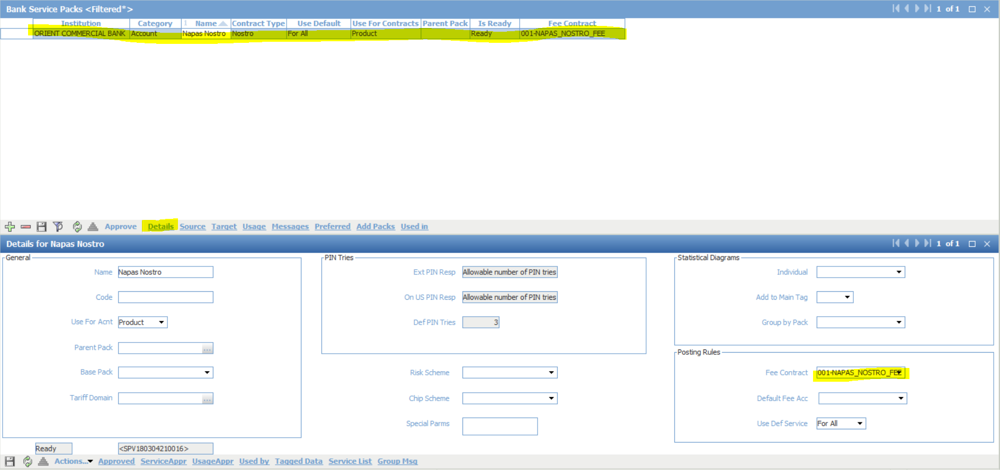 Bank Service Packs <Filtered*>
1 of 1
Institution Category 1 Name Contract Type Use Default Use For Contracts Parent Pack Is Ready Fee Contract
ORIENT COMMERCIAL BANK Account Napas Nostro Nostro For All Product Ready 001-NAPAS_NOSTRO_FEE
Approve Details Source Target Usage Messages Preferred Add Packs Used in
Details for Napas Nostro
1 of 1
General
Name Napas Nostro
Code
Use For Acnt Product
Parent Pack ...
Base Pack
Tariff Domain ...
Ready <SPV180304210016>
PIN Tries
Ext PIN Resp Allowable number of PIN tries
On US PIN Resp Allowable number of PIN tries
Def PIN Tries 3
Risk Scheme
Chip Scheme
Special Parms
Statistical Diagrams
Individual
Add to Main Tag
Group by Pack
Posting Rules
Fee Contract 001-NAPAS_NOSTRO_FEE
Default Fee Acc
Use Def Service For All
Actions... Approved ServiceAppr UsageAppr Used by Tagged Data Service List Group Msg